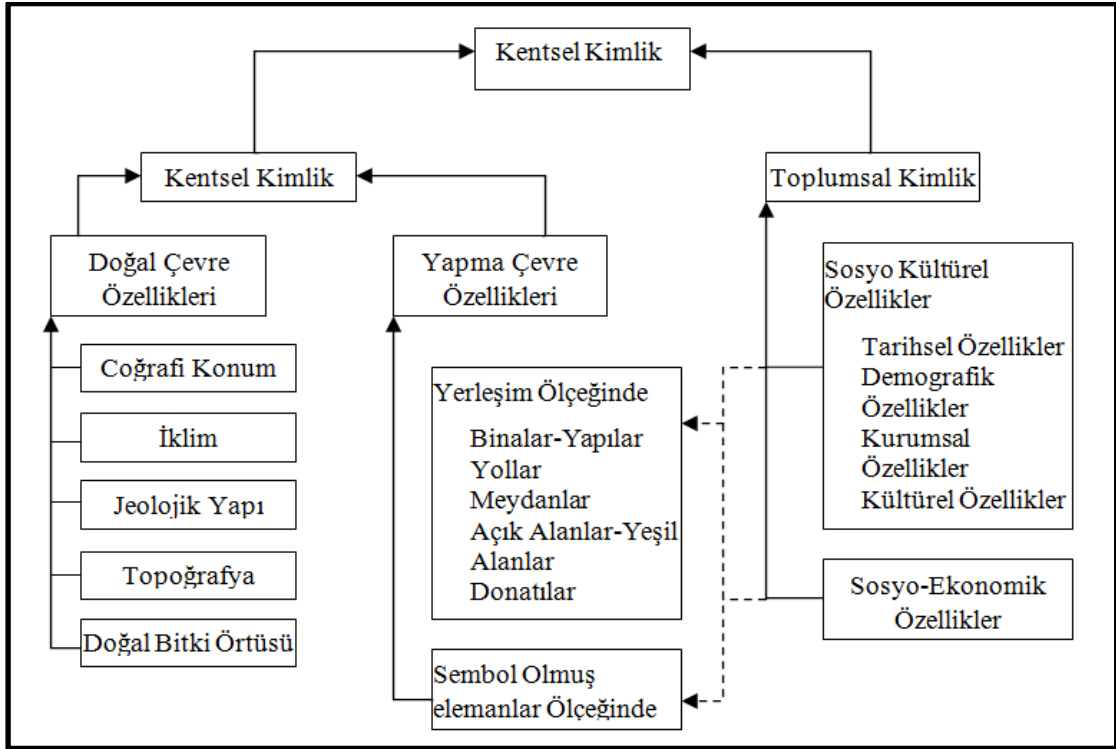 Kentsel Kimlik
Kentsel Kimlik
Toplumsal Kimlik
Doğal Çevre
Özellikleri
Coğrafi Konum
İklim
Jeolojik Yapı
Topoğrafya
Doğal Bitki Örtüsü
Yapma Çevre
Özellikleri
Yerleşim Ölçeğinde
Binalar-Yapılar
Yollar
Meydanlar
Açık Alanlar-Yeşil
Alanlar
Donatılar
Sembol Olmuş
elemanlar Ölçeğinde
Sosyo Kültürel
Özellikler
Tarihsel Özellikler
Demografik
Özellikler
Kurumsal
Özellikler
Kültürel Özellikler
Sosyo-Ekonomik
Özellikler